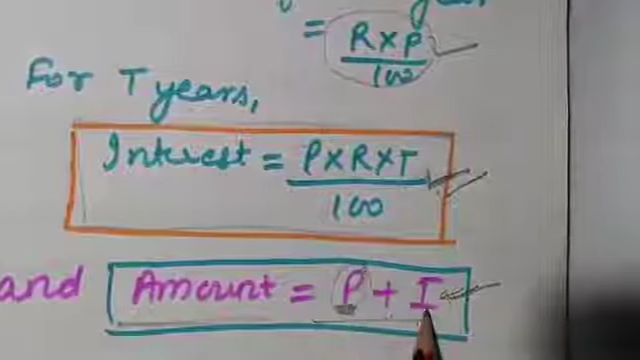 = R×P
100
For T years,
Interest = P×R×T
100
and Amount = P + I